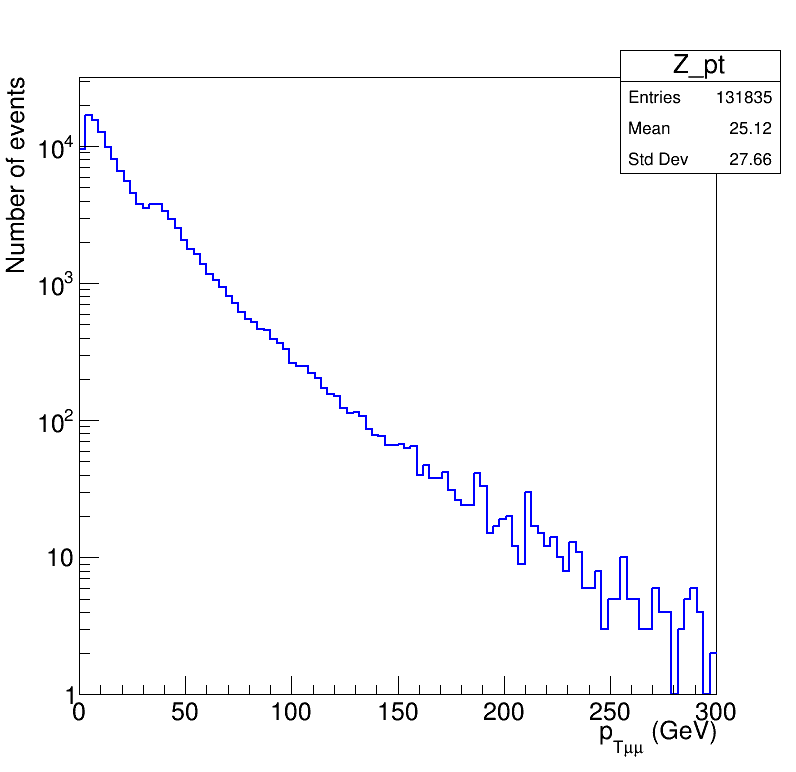 Z_pt
Entries 131835
Mean 25.12
Std Dev 27.66
Number of events
10⁴
10³
10²
10
1
0 50 100 150 200 250 300
p_Tμμ (GeV)